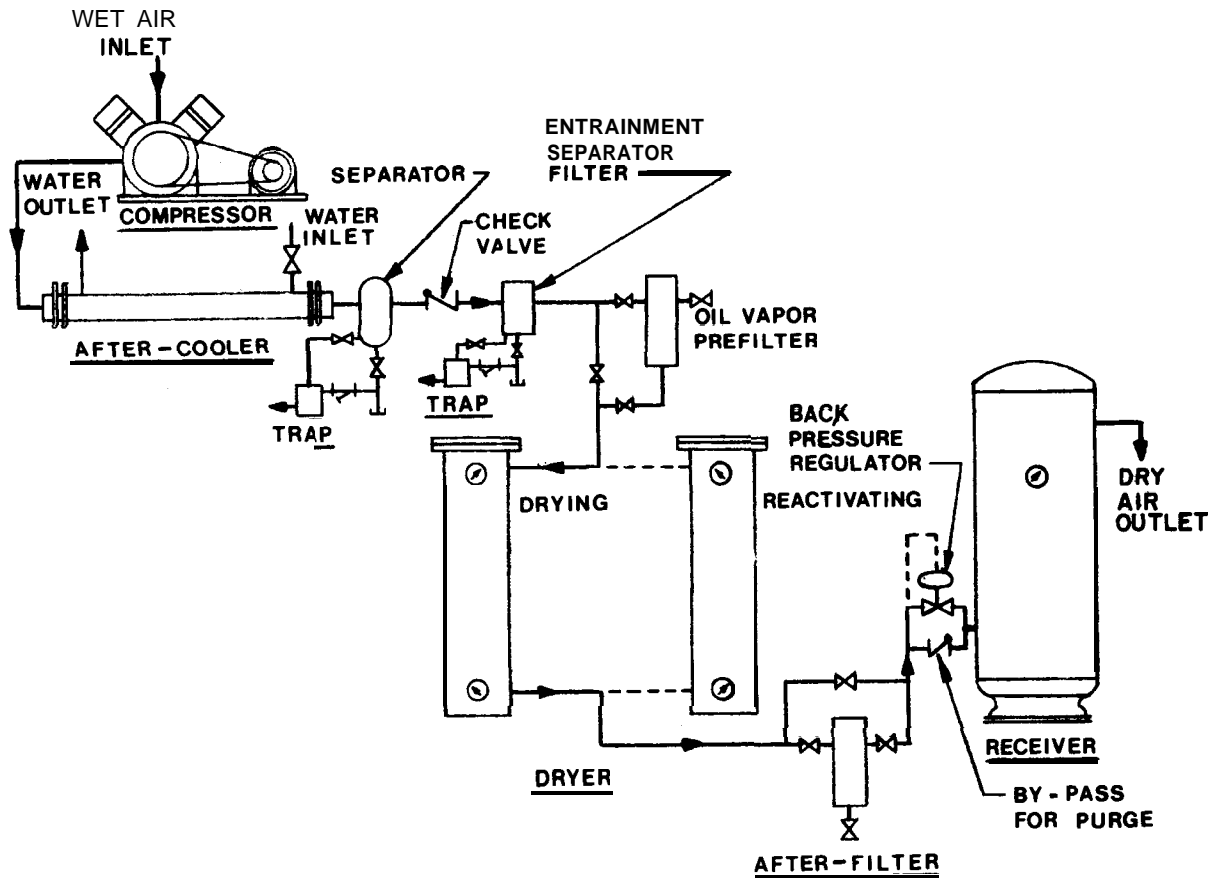 WET AIR
INLET
WATER
OUTLET
COMPRESSOR
WATER
INLET
SEPARATOR
CHECK
VALVE
ENTRAINMENT
SEPARATOR
FILTER
AFTER-COOLER
TRAP
TRAP
OIL VAPOR
PREFILTER
DRYING
REACTIVATING
BACK
PRESSURE
REGULATOR
DRY
AIR
OUTLET
DRYER
RECEIVER
BY-PASS
FOR PURGE
AFTER-FILTER